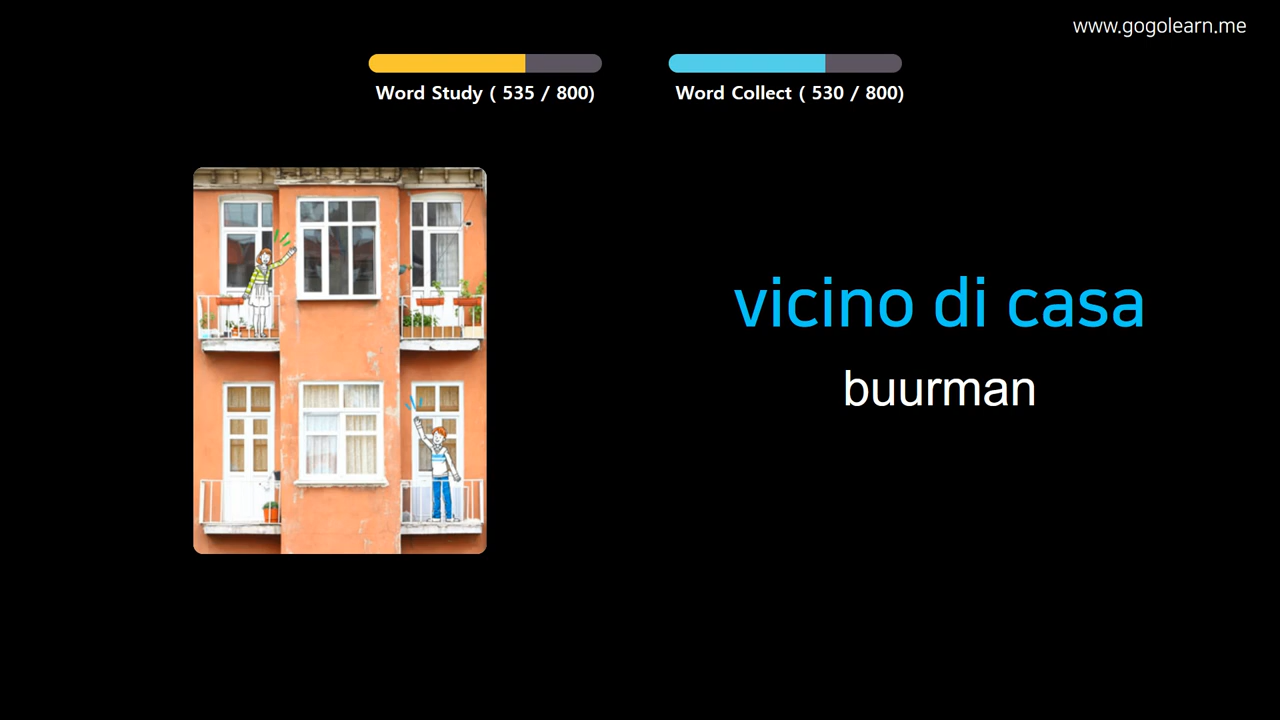 www.gogolearn.me
Word Study ( 535 / 800)
Word Collect ( 530 / 800)
vicino di casa
buurman